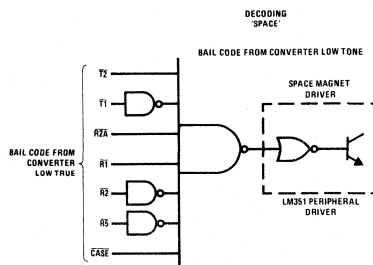 DECODING
'SPACE'
BAIL CODE FROM CONVERTER LOW TONE
SPACE MAGNET
DRIVER
T2
T1
R2A
BAIL CODE FROM
CONVERTER
LOW TRUE
R1
R2
R5
CASE
LM351 PERIPHERAL
DRIVER